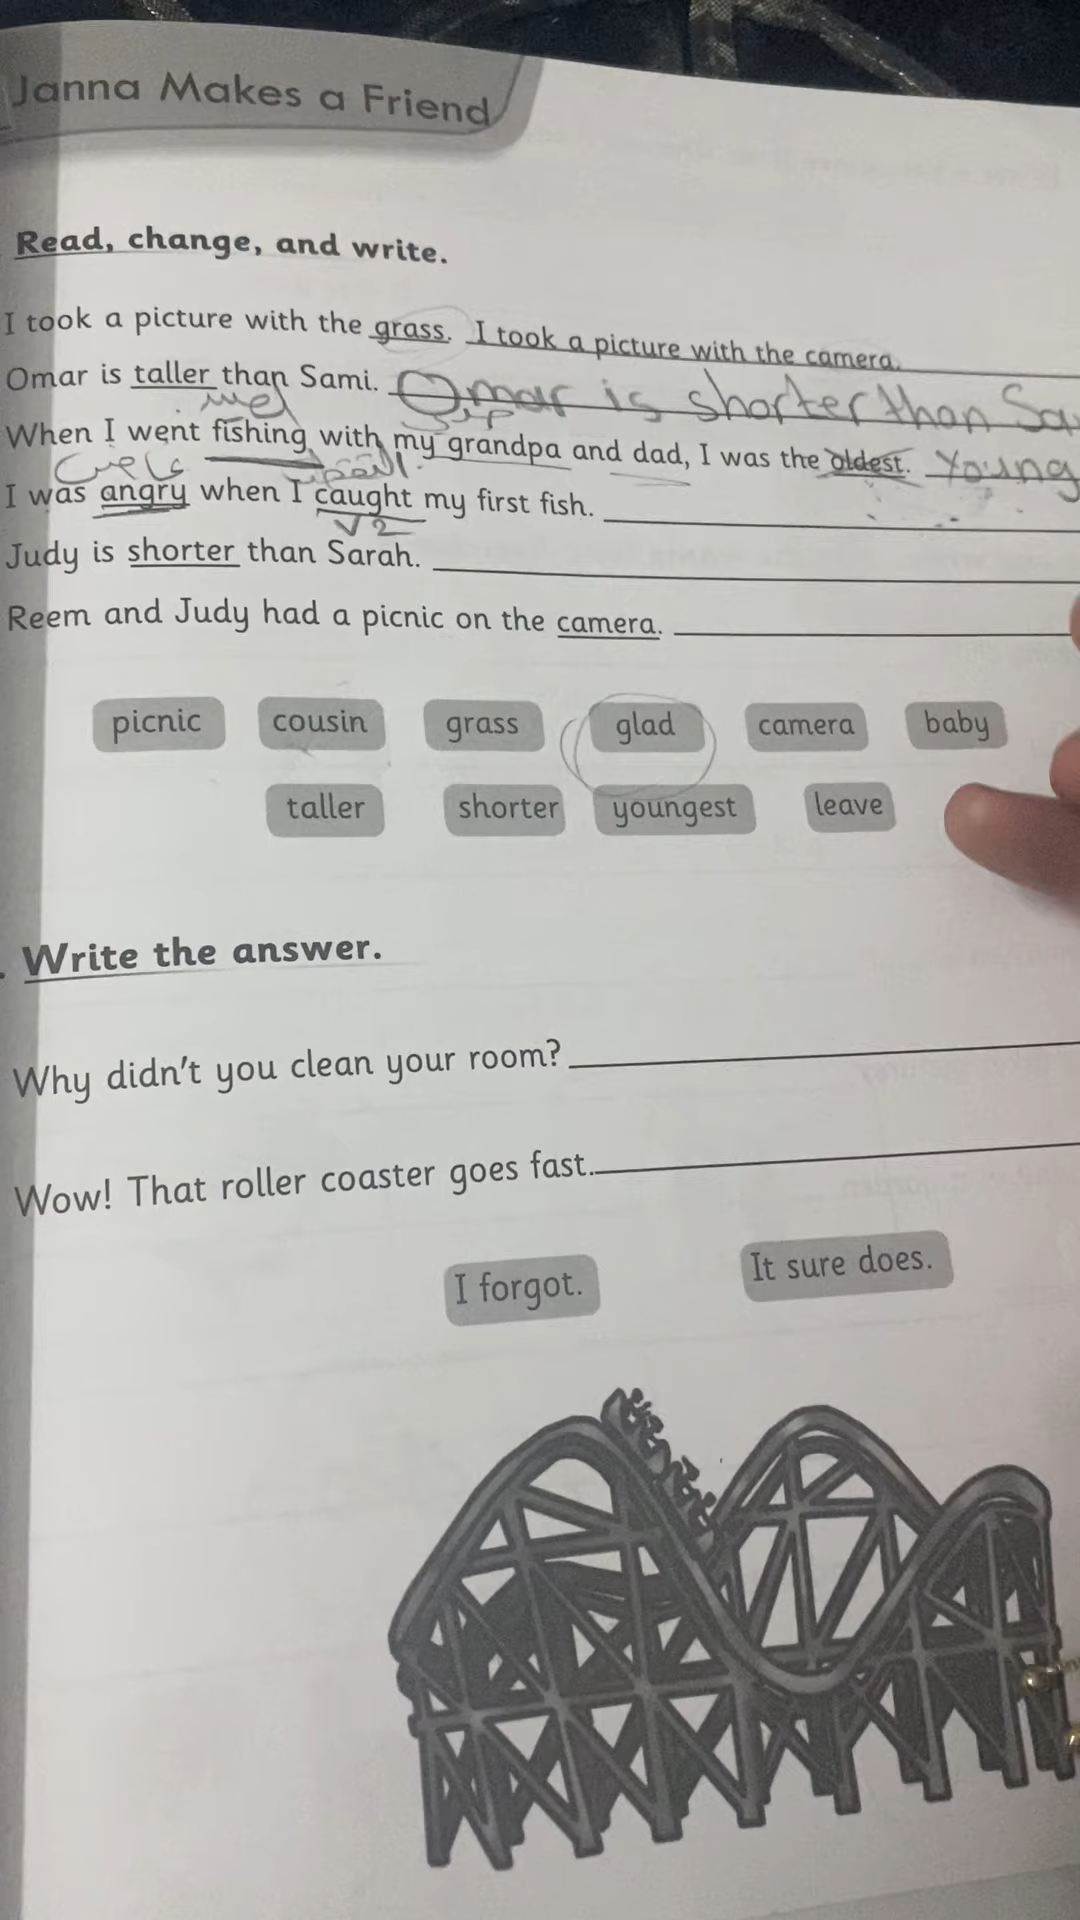 Janna Makes a Friend
Read, change, and write.
I took a picture with the grass. I took a picture with the camera.
Omar is taller than Sami. Omar is shorter than Sa
صيد
When I went fishing with my grandpa and dad, I was the oldest. Young
I was angry when I caught my first fish.
V2
Judy is shorter than Sarah.
Reem and Judy had a picnic on the camera.
picnic cousin grass glad camera baby
taller shorter youngest leave
Write the answer.
Why didn't you clean your room?
Wow! That roller coaster goes fast.
I forgot. It sure does.